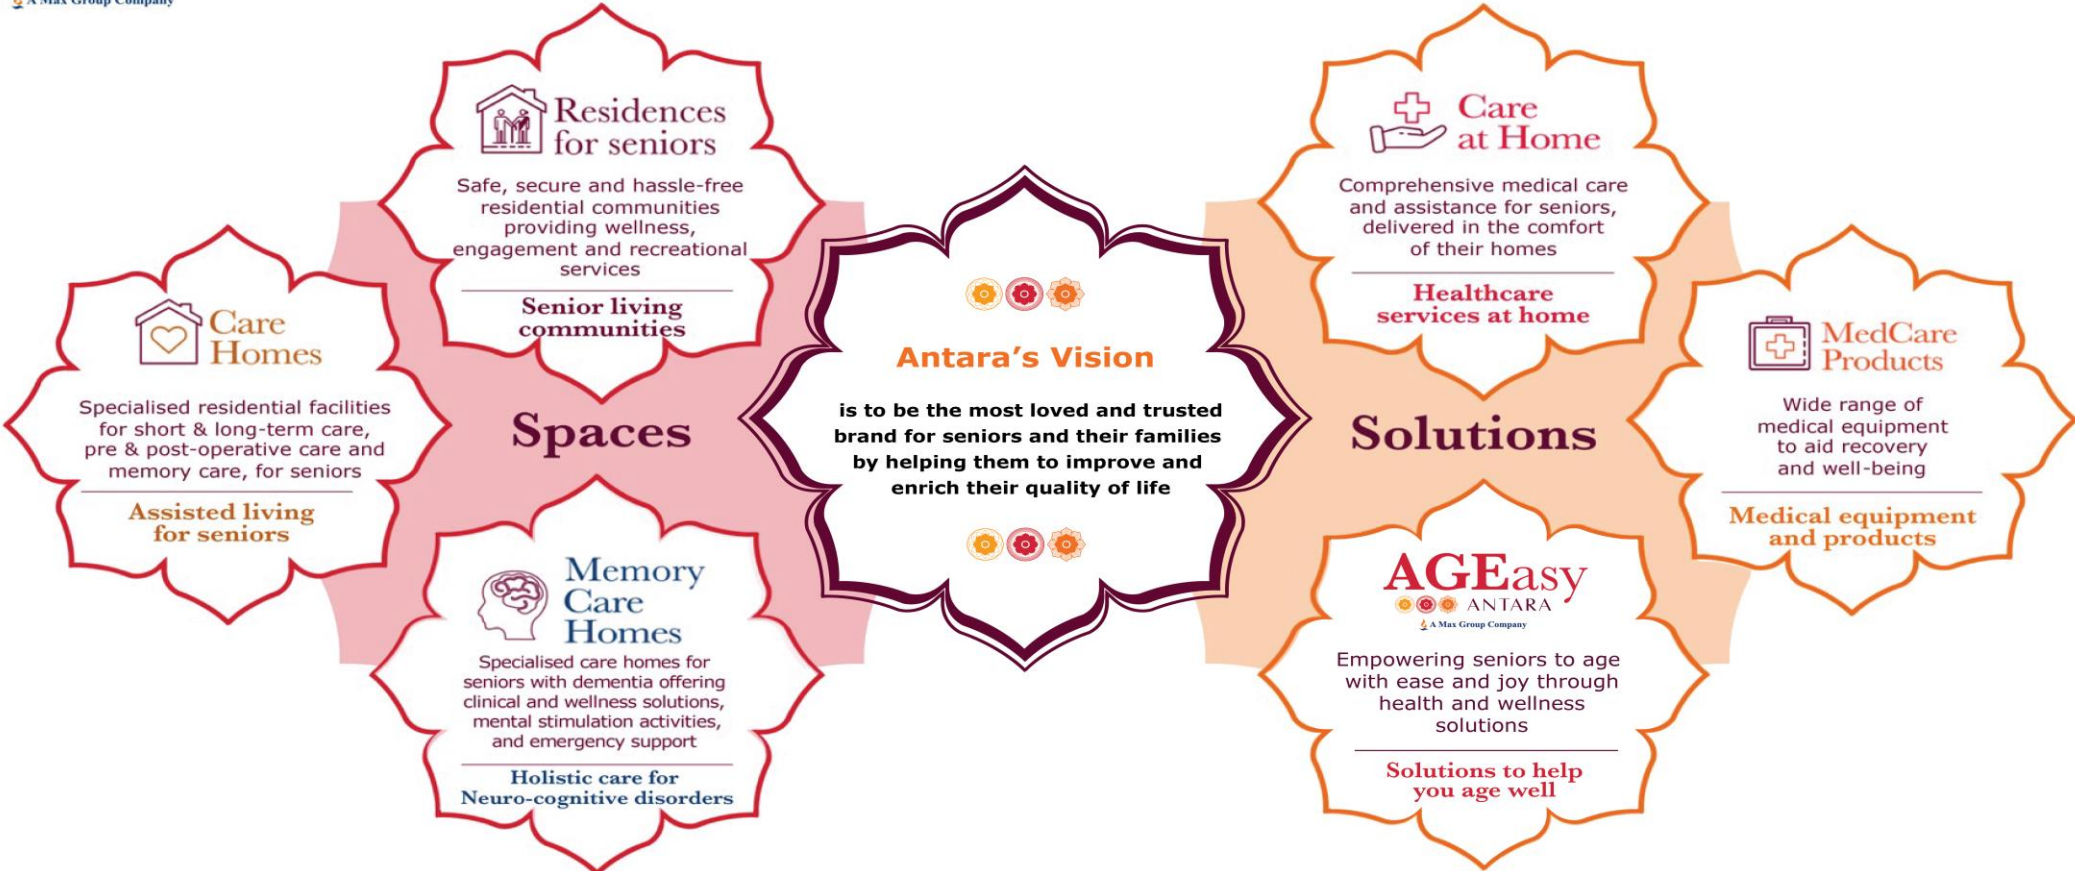 A Max Group Company
Residences
for seniors
Safe, secure and hassle-free
residential communities
providing wellness,
engagement and recreational
services
Senior living
communities
Care
Homes
Specialised residential facilities
for short & long-term care,
pre & post-operative care and
memory care, for seniors
Assisted living
for seniors
Spaces
Memory
Care
Homes
Specialised care homes for
seniors with dementia offering
clinical and wellness solutions,
mental stimulation activities,
and emergency support
Holistic care for
Neuro-cognitive disorders
Antara's Vision
is to be the most loved and trusted
brand for seniors and their families
by helping them to improve and
enrich their quality of life
Care
at Home
Comprehensive medical care
and assistance for seniors,
delivered in the comfort
of their homes
Healthcare
services at home
Solutions
MedCare
Products
Wide range of
medical equipment
to aid recovery
and well-being
Medical equipment
and products
AGEasy
ANTARA
A Max Group Company
Empowering seniors to age
with ease and joy through
health and wellness
solutions
Solutions to help
you age well